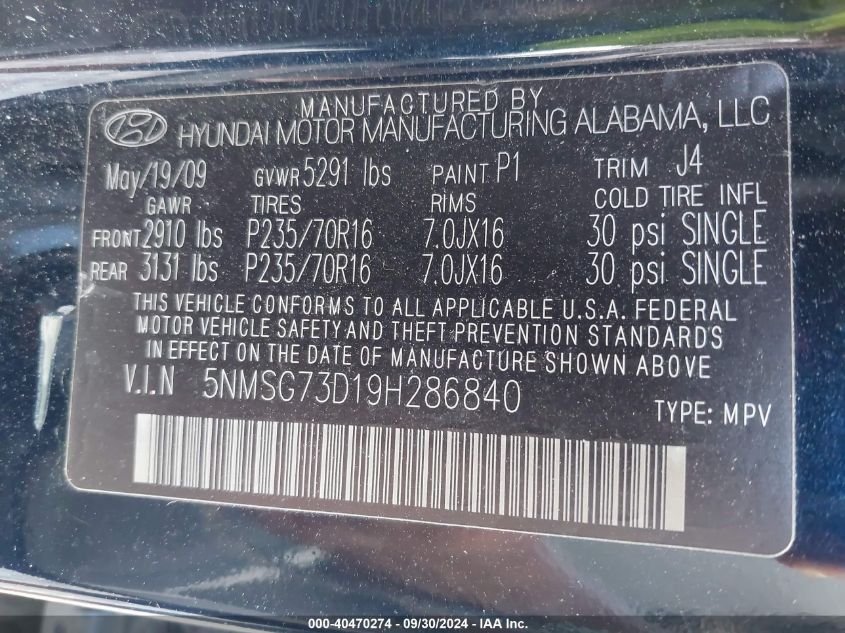 MANUFACTURED BY
HYUNDAI MOTOR MANUFACTURING ALABAMA, LLC
May/19/09 GVWR 5291 lbs PAINT P1 TRIM J4
GAWR TIRES RIMS COLD TIRE INFL
FRONT 2910 lbs P235/70R16 7.0JX16 30 psi SINGLE
REAR 3131 lbs P235/70R16 7.0JX16 30 psi SINGLE
THIS VEHICLE CONFORMS TO ALL APPLICABLE U.S.A. FEDERAL
MOTOR VEHICLE SAFETY AND THEFT PREVENTION STANDARDS
IN EFFECT ON THE DATE OF MANUFACTURE SHOWN ABOVE
V.I.N 5NMSG73D19H286840
TYPE: MPV
000-40470274 - 09/30/2024 - IAA Inc.